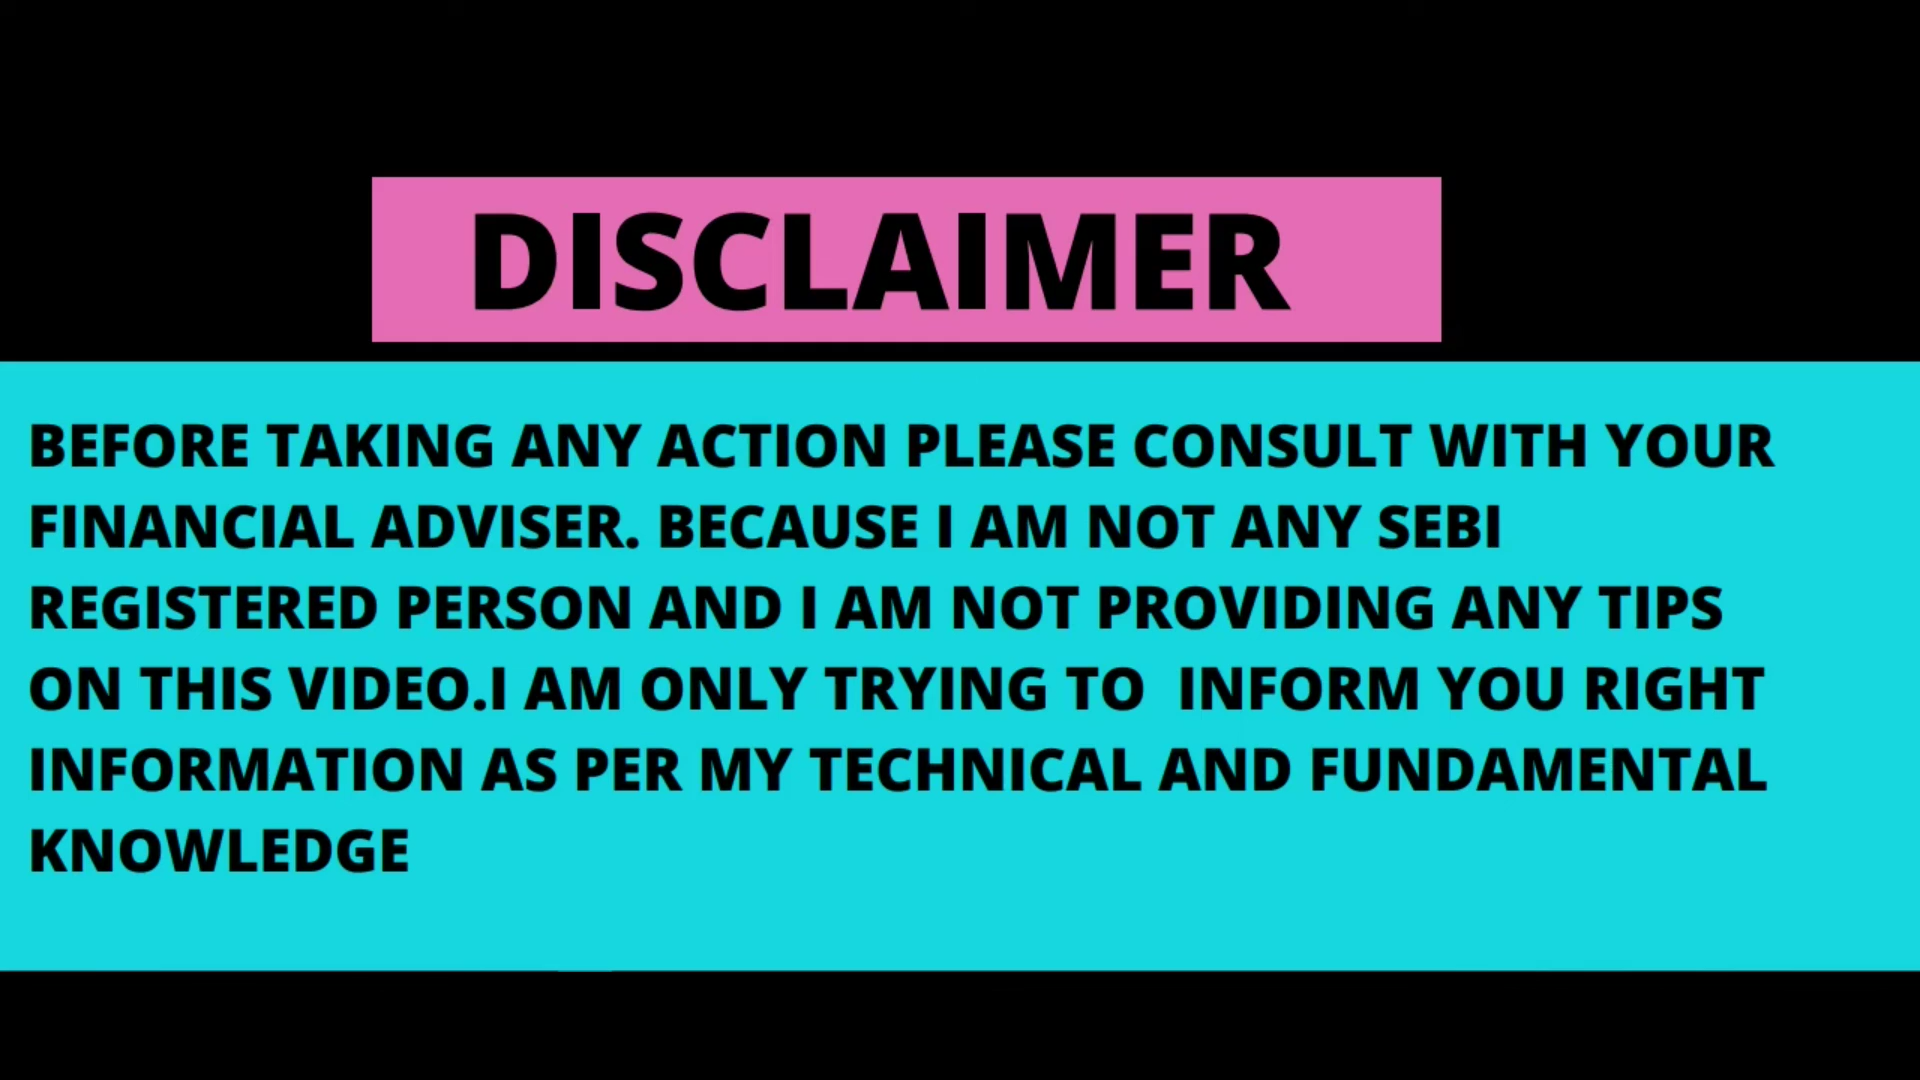 DISCLAIMER
BEFORE TAKING ANY ACTION PLEASE CONSULT WITH YOUR
FINANCIAL ADVISER. BECAUSE I AM NOT ANY SEBI
REGISTERED PERSON AND I AM NOT PROVIDING ANY TIPS
ON THIS VIDEO.I AM ONLY TRYING TO  INFORM YOU RIGHT
INFORMATION AS PER MY TECHNICAL AND FUNDAMENTAL
KNOWLEDGE